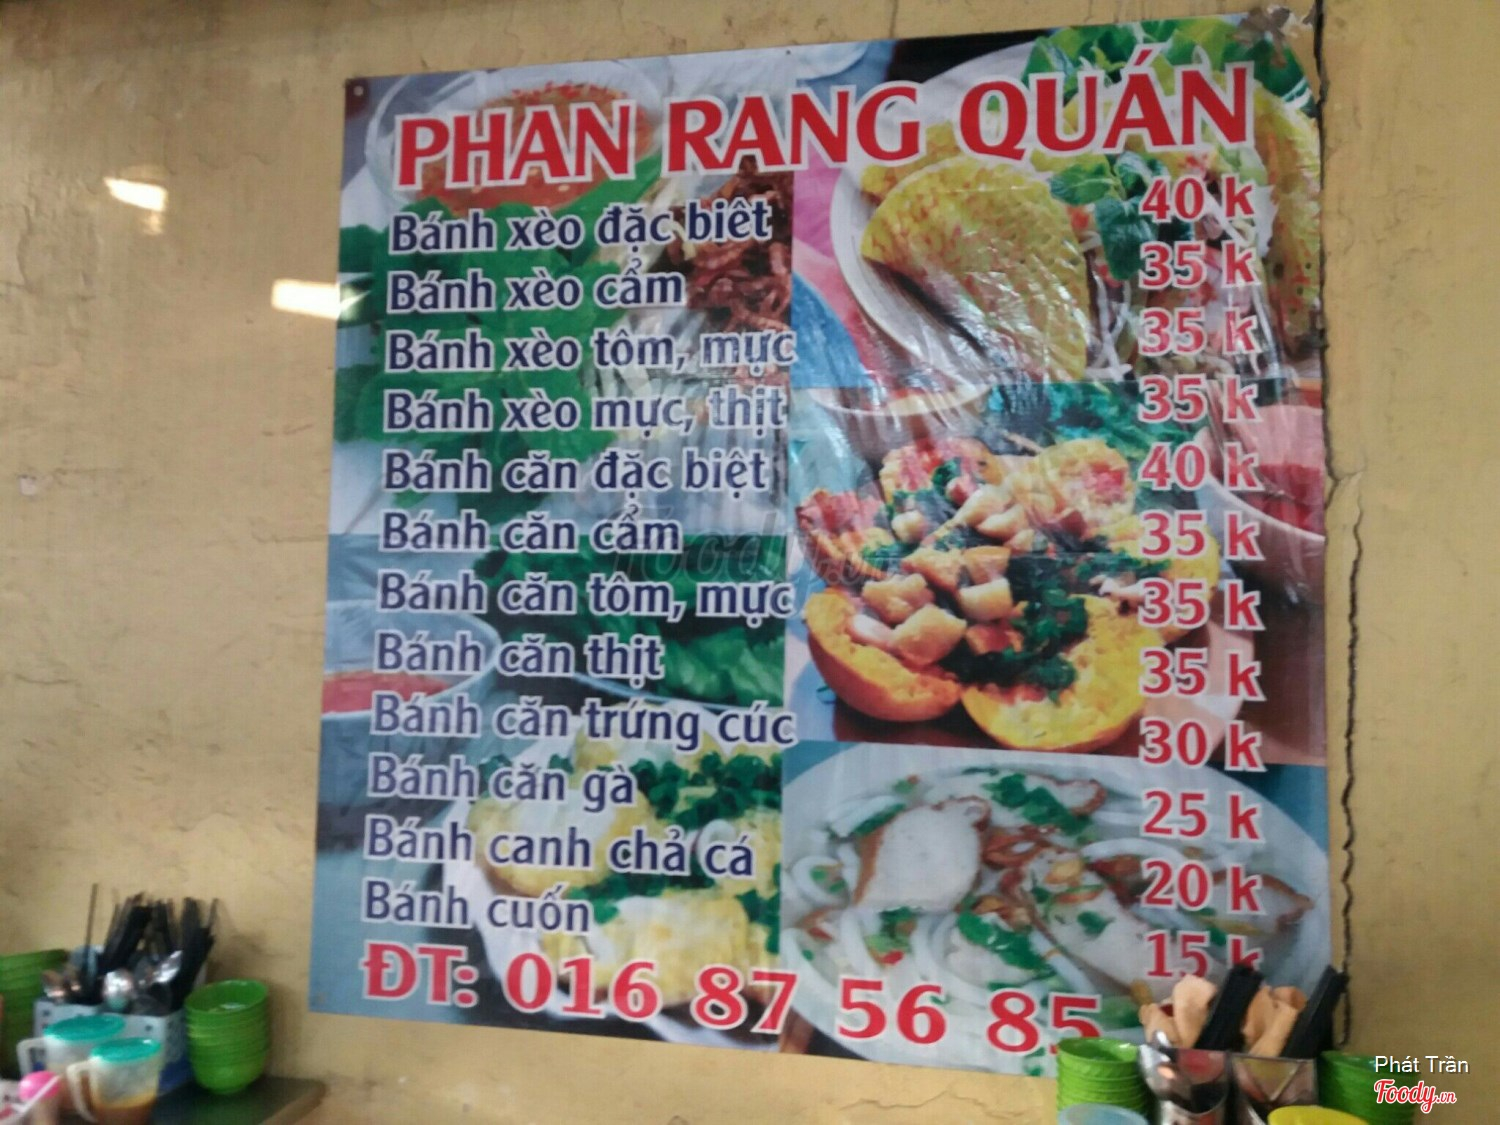 PHAN RANG QUÁN
Bánh xèo đặc biêt 40 k
Bánh xèo cẩm 35 k
Bánh xèo tôm, mực 35 k
Bánh xèo mực, thịt 35 k
Bánh căn đặc biệt 40 k
Bánh căn cẩm 35 k
Bánh căn tôm, mực 35 k
Bánh căn thịt 35 k
Bánh căn trứng cúc 30 k
Bánh căn gà 25 k
Bánh canh chả cá 20 k
Bánh cuốn 15 k
ĐT: 016 87 56 85
Foody.vn
Phát Trần
Foody.vn